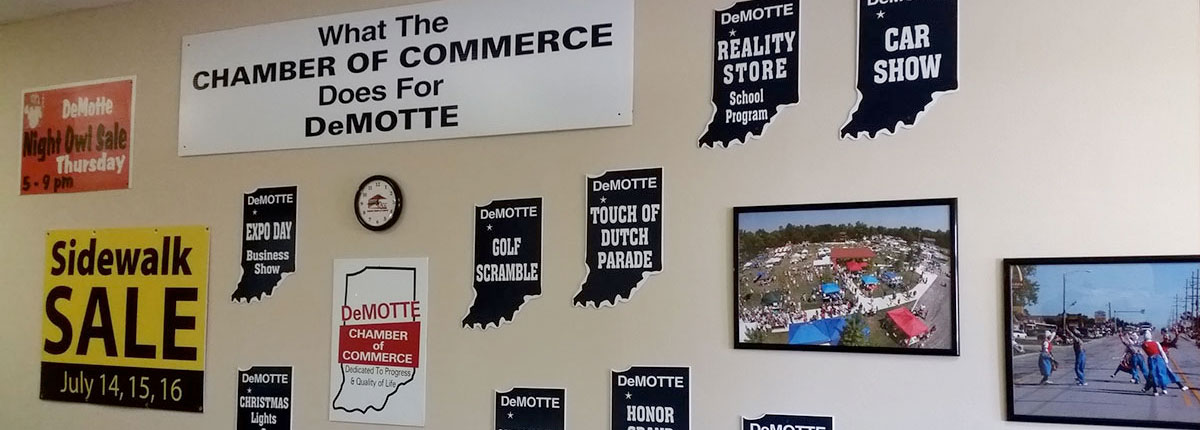 What The
CHAMBER OF COMMERCE
Does For
DeMOTTE
DeMotte
Night Owl Sale
Thursday
5 - 9 pm
DeMOTTE
REALITY
STORE
School
Program
DeMOTTE
CAR
SHOW
Sidewalk
SALE
July 14, 15, 16
DeMOTTE
EXPO DAY
Business
Show
DeMOTTE
CHAMBER
of
COMMERCE
Dedicated To Progress
& Quality of Life
DeMOTTE
GOLF
SCRAMBLE
DeMOTTE
TOUCH OF
DUTCH
PARADE
DeMOTTE
CHRISTMAS
Lights
DeMOTTE
DeMOTTE
HONOR
DeMOTTE